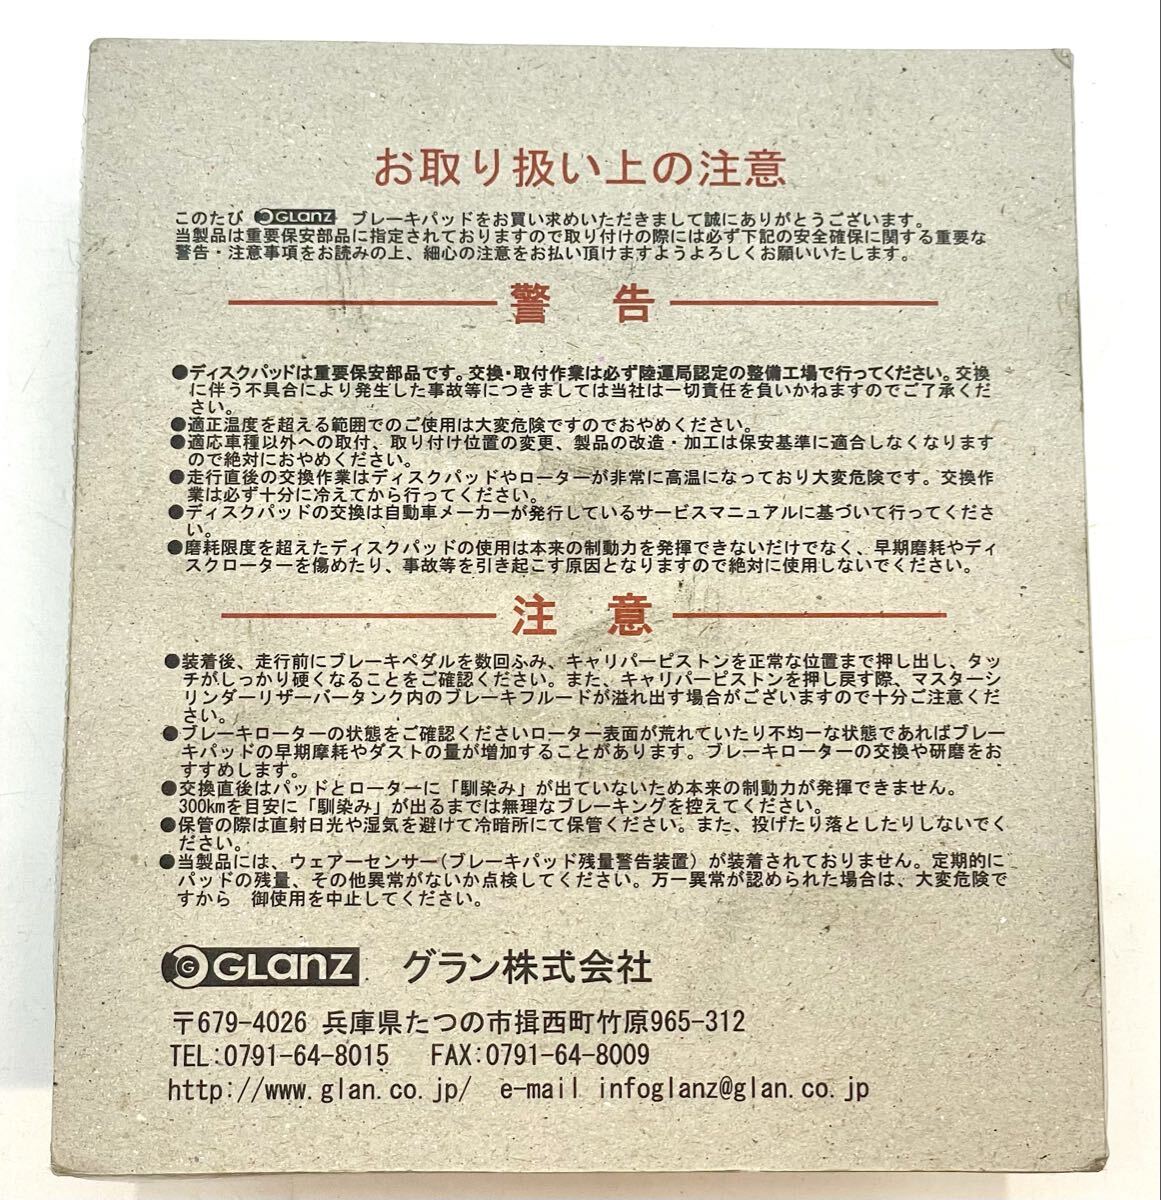 お取り扱い上の注意
このたび GLanz ブレーキパッドをお買い求めいただきまして誠にありがとうございます。
当製品は重要保安部品に指定されておりますので取り付けの際には必ず下記の安全確保に関する重要な
警告・注意事項をお読みの上、細心の注意をお払い頂けますようよろしくお願いいたします。
警 告
●ディスクパッドは重要保安部品です。交換・取付作業は必ず陸運局認定の整備工場で行ってください。交換
に伴う不具合により発生した事故等につきましては当社は一切責任を負いかねますのでご了承くだ
さい。
●適正温度を超える範囲でのご使用は大変危険ですのでおやめください。
●適応車種以外への取付、取り付け位置の変更、製品の改造・加工は保安基準に適合しなくなります
ので絶対におやめください。
●走行直後の交換作業はディスクパッドやローターが非常に高温になっており大変危険です。交換作
業は必ず十分に冷えてから行ってください。
●ディスクパッドの交換は自動車メーカーが発行しているサービスマニュアルに基づいて行ってくださ
い。
●磨耗限度を超えたディスクパッドの使用は本来の制動力を発揮できないだけでなく、早期磨耗やディ
スクローターを傷めたり、事故等を引き起こす原因となりますので絶対に使用しないでください。
注 意
●装着後、走行前にブレーキペダルを数回ふみ、キャリパーピストンを正常な位置まで押し出し、タッ
チがしっかり硬くなることをご確認ください。また、キャリパーピストンを押し戻す際、マスターシ
リンダーリザーバータンク内のブレーキフルードが溢れ出す場合がございますので十分ご注意くだ
さい。
●ブレーキローターの状態をご確認くださいローター表面が荒れていたり不均一な状態であればブレー
キパッドの早期摩耗やダストの量が増加することがあります。ブレーキローターの交換や研磨をお
すすめします。
●交換直後はパッドとローターに「馴染み」が出ていないため本来の制動力が発揮できません。
300kmを目安に「馴染み」が出るまでは無理なブレーキングを控えてください。
●保管の際は直射日光や湿気を避けて冷暗所にて保管ください。また、投げたり落としたりしないでく
ださい。
●当製品には、ウェアーセンサー(ブレーキパッド残量警告装置)が装着されておりません。定期的に
パッドの残量、その他異常がないか点検してください。万一異常が認められた場合は、大変危険で
すから 御使用を中止してください。
GLanz グラン株式会社
〒679-4026 兵庫県たつの市揖西町竹原965-312
TEL:0791-64-8015 FAX:0791-64-8009
http://www.glan.co.jp/ e-mail infoglanz@glan.co.jp